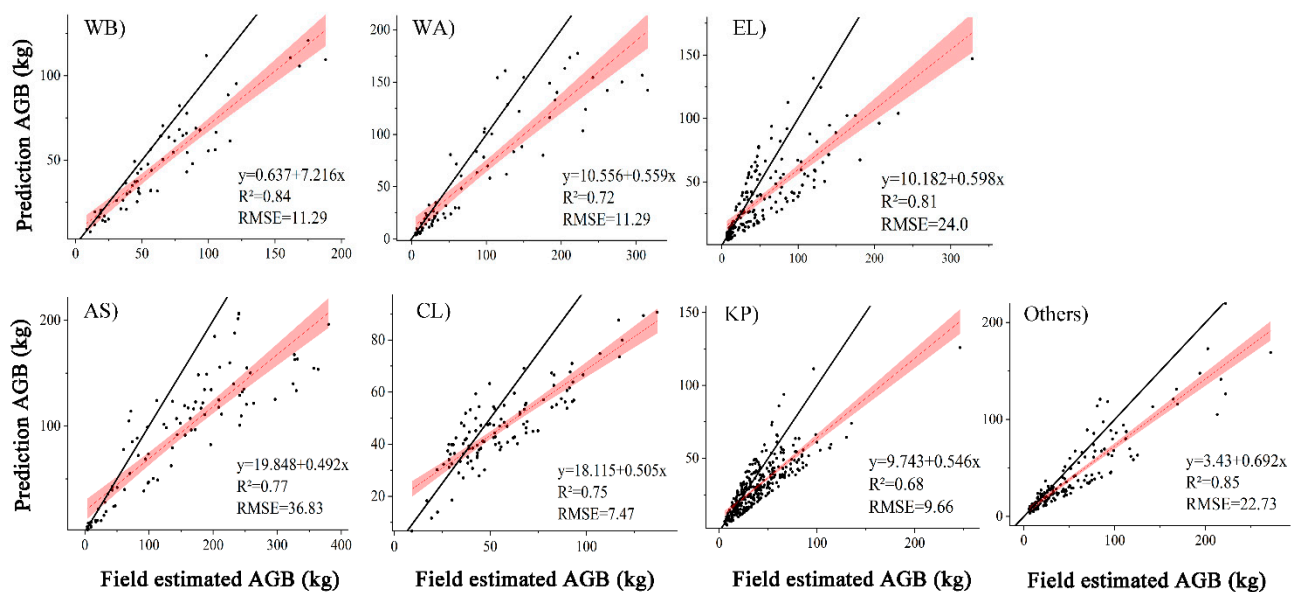 WB)
Prediction AGB (kg)
100
50
0
50
100
150
200
y=0.637+7.216x
R²=0.84
RMSE=11.29
WA)
200
150
100
50
0
0
100
200
300
y=10.556+0.559x
R²=0.72
RMSE=11.29
EL)
150
100
50
0
0
100
200
300
y=10.182+0.598x
R²=0.81
RMSE=24.0
AS)
Prediction AGB (kg)
200
100
0
100
200
300
400
y=19.848+0.492x
R²=0.77
RMSE=36.83
Field estimated AGB (kg)
CL)
80
60
40
20
0
50
100
y=18.115+0.505x
R²=0.75
RMSE=7.47
Field estimated AGB (kg)
KP)
150
100
50
0
0
100
200
y=9.743+0.546x
R²=0.68
RMSE=9.66
Field estimated AGB (kg)
Others)
200
100
0
0
100
200
y=3.43+0.692x
R²=0.85
RMSE=22.73
Field estimated AGB (kg)